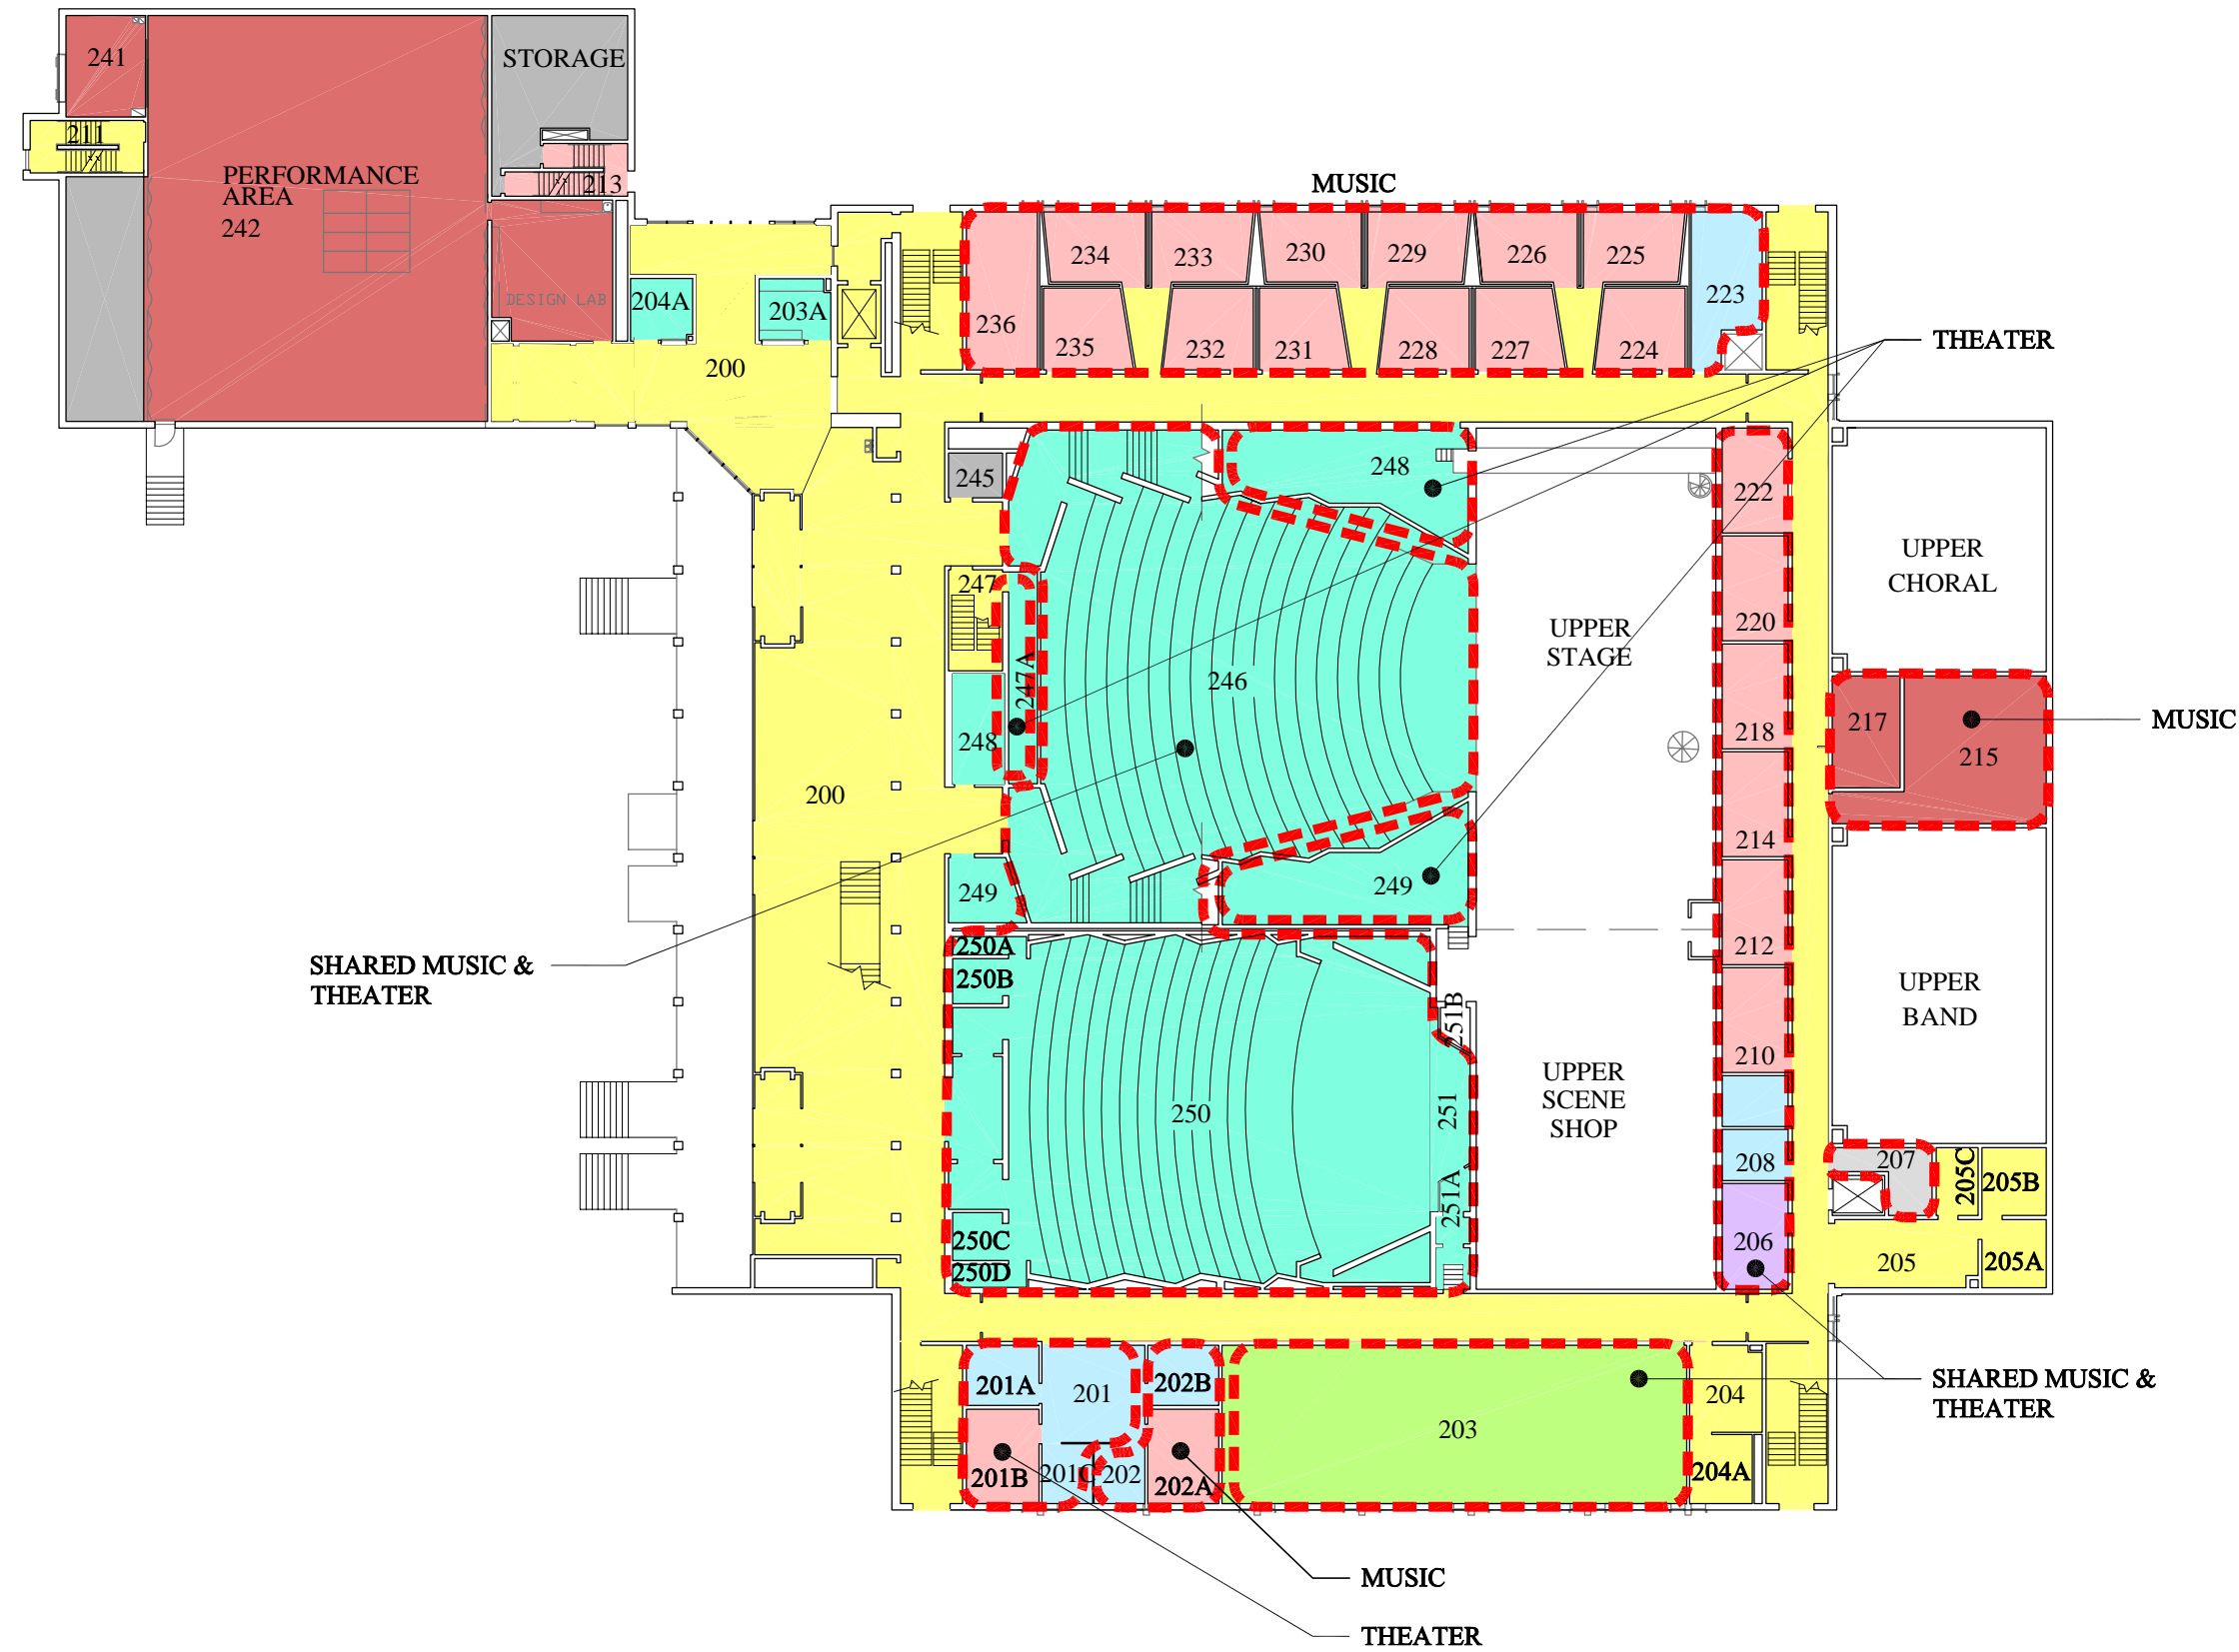 241
STORAGE
211
PERFORMANCE
AREA
242
213
MUSIC
DESIGN LAB
204A
203A
200
234
233
230
229
226
225
223
236
235
232
231
228
227
224
THEATER
245
248
222
UPPER
CHORAL
247
220
UPPER
STAGE
247A
246
218
217
MUSIC
248
215
200
214
249
249
212
250A
250B
SHARED MUSIC &
THEATER
UPPER
BAND
251B
210
UPPER
SCENE
SHOP
250
251
208
207
205C
205B
251A
206
250C
250D
205
205A
201A
201
202B
204
SHARED MUSIC &
THEATER
203
201B
201C
202
202A
204A
MUSIC
THEATER